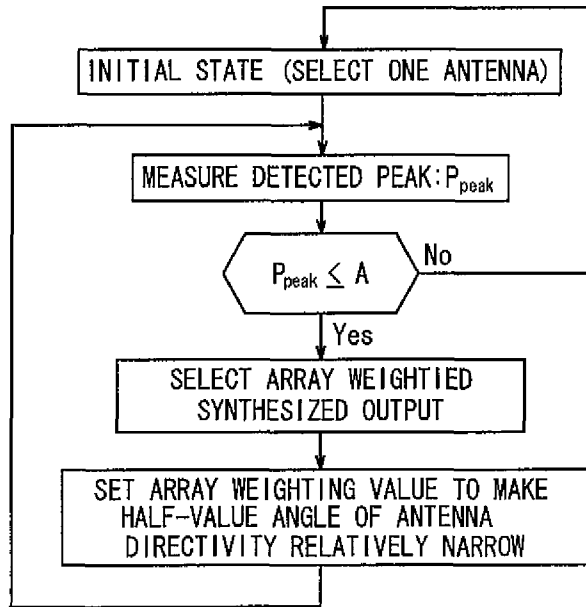 INITIAL STATE (SELECT ONE ANTENNA)
MEASURE DETECTED PEAK:Ppeak
Ppeak ≤ A
No
Yes
SELECT ARRAY WEIGHTIED
SYNTHESIZED OUTPUT
SET ARRAY WEIGHTING VALUE TO MAKE
HALF-VALUE ANGLE OF ANTENNA
DIRECTIVITY RELATIVELY NARROW